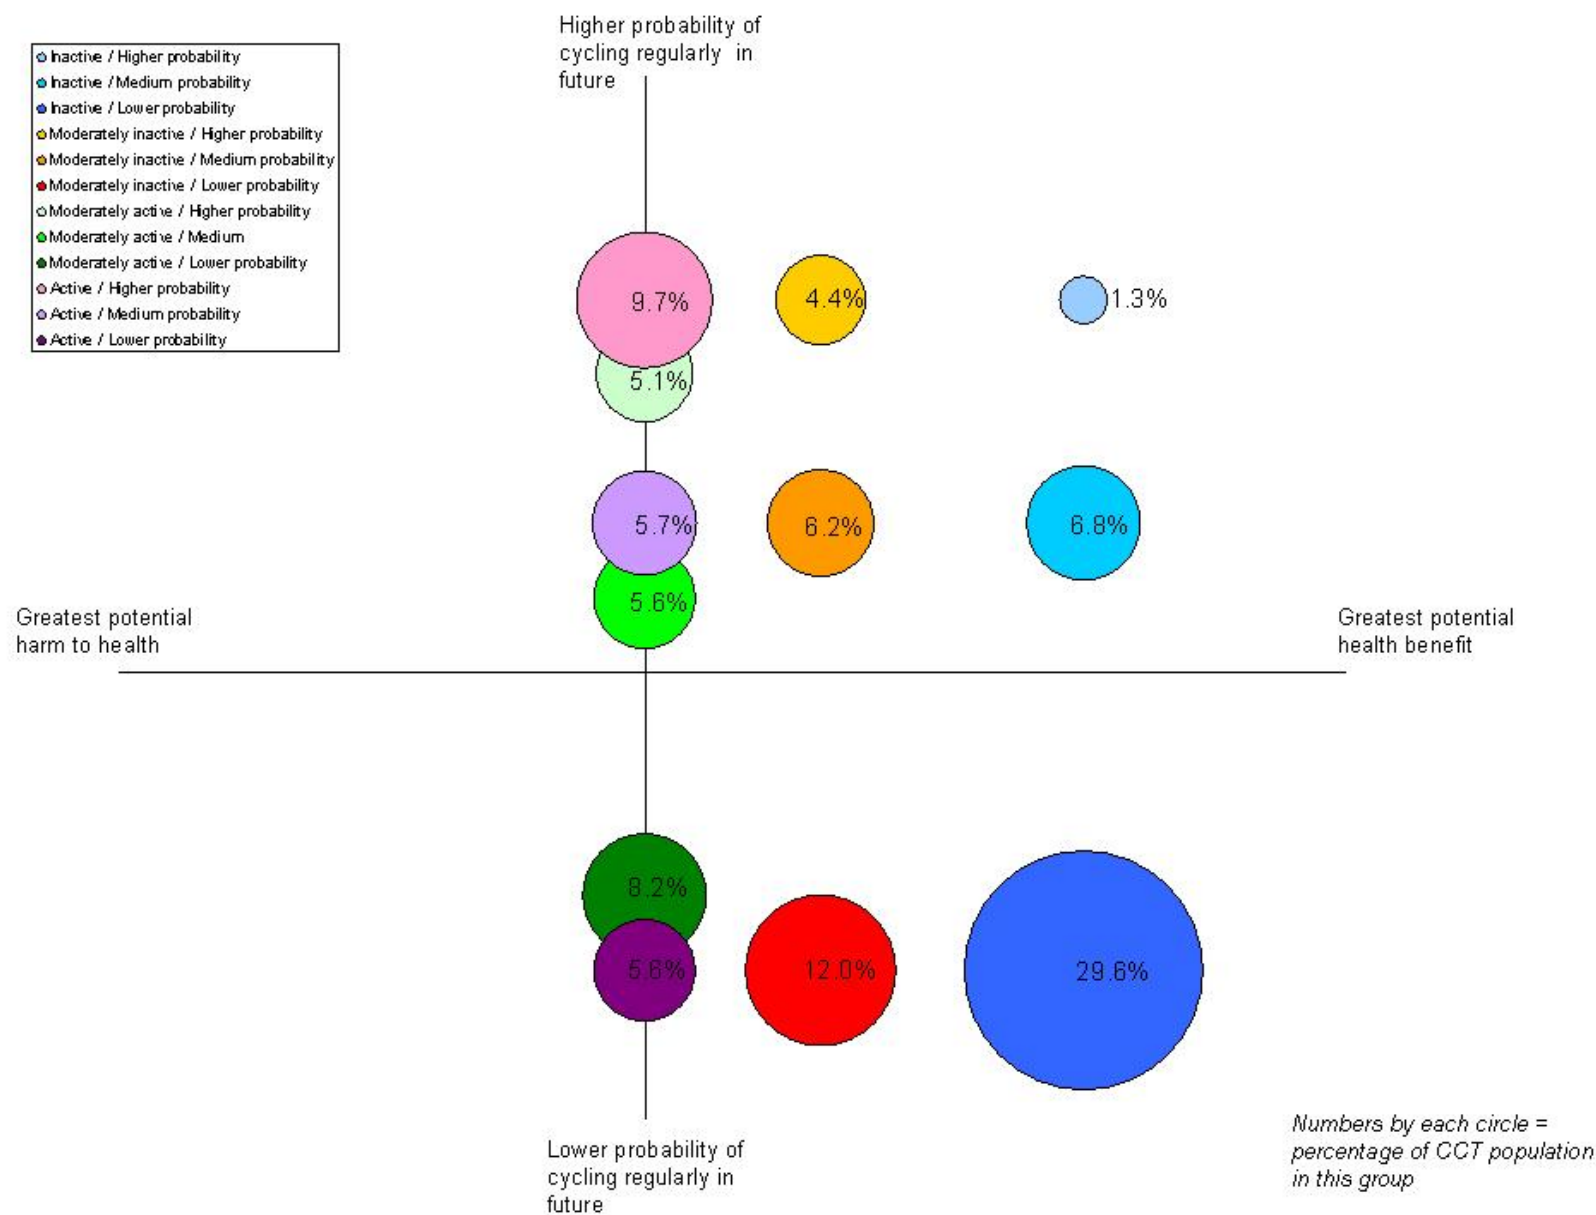 Higher probability of
cycling regularly in
future
Inactive / Higher probability
Inactive / Medium probability
Inactive / Lower probability
Moderately inactive / Higher probability
Moderately inactive / Medium probability
Moderately inactive / Lower probability
Moderately active / Higher probability
Moderately active / Medium
Moderately active / Lower probability
Active / Higher probability
Active / Medium probability
Active / Lower probability
9.7%
4.4%
1.3%
5.1%
5.7%
6.2%
6.8%
5.6%
Greatest potential
harm to health
Greatest potential
health benefit
8.2%
5.6%
12.0%
29.6%
Lower probability of
cycling regularly in
future
Numbers by each circle =
percentage of CCT population
in this group